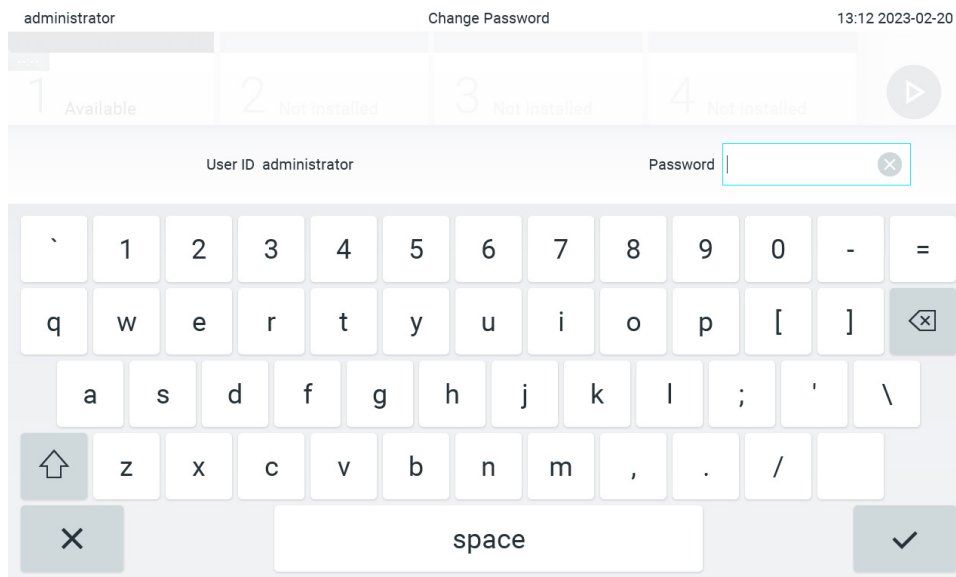 administrator Change Password 13:12 2023-02-20
1 Available 2 Not installed 3 Not installed 4 Not installed
User ID administrator Password
` 1 2 3 4 5 6 7 8 9 0 - =
q w e r t y u i o p [ ]
a s d f g h j k l ; ' \
z x c v b n m , . /
space